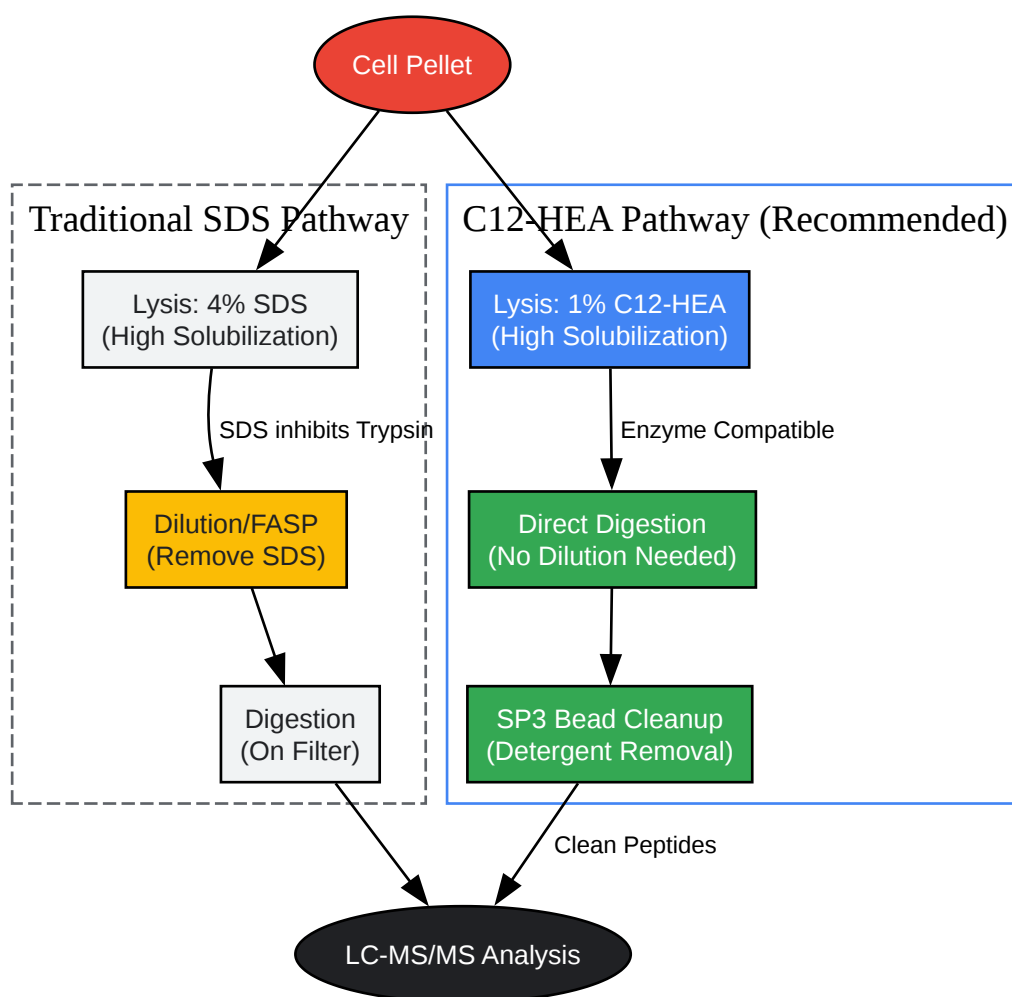 Cell Pellet
Traditional SDS Pathway
Lysis: 4% SDS
(High Solubilization)
SDS inhibits Trypsin
Dilution/FASP
(Remove SDS)
Digestion
(On Filter)
C12-HEA Pathway (Recommended)
Lysis: 1% C12-HEA
(High Solubilization)
Enzyme Compatible
Direct Digestion
(No Dilution Needed)
SP3 Bead Cleanup
(Detergent Removal)
Clean Peptides
LC-MS/MS Analysis